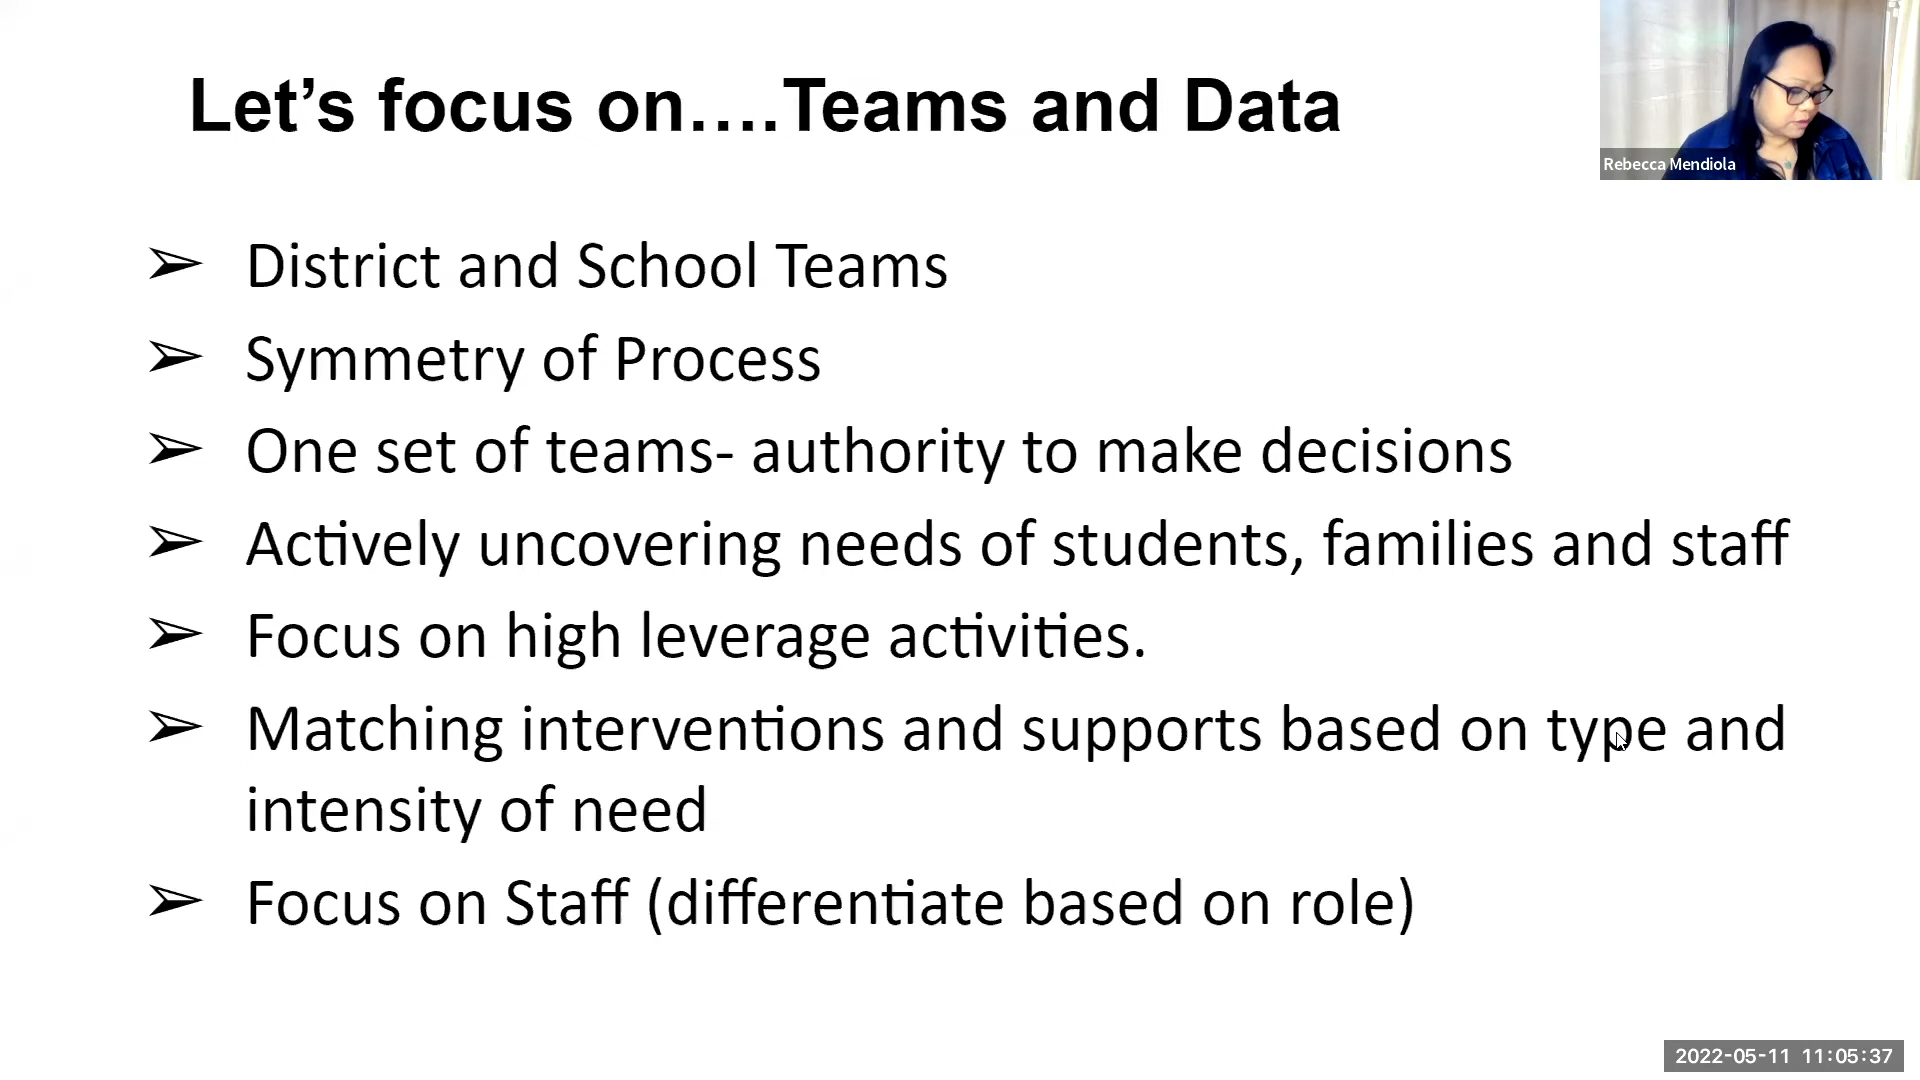 Let’s focus on….Teams and Data
Rebecca Mendiola
➢ District and School Teams
➢ Symmetry of Process
➢ One set of teams- authority to make decisions
➢ Actively uncovering needs of students, families and staff
➢ Focus on high leverage activities.
➢ Matching interventions and supports based on type and
intensity of need
➢ Focus on Staff (differentiate based on role)
2022-05-11 11:05:37